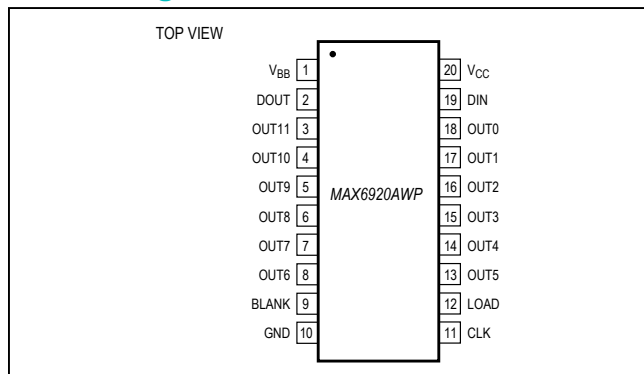 TOP VIEW
VBB 1 20 VCC
DOUT 2 19 DIN
OUT11 3 18 OUT0
OUT10 4 17 OUT1
OUT9 5 16 OUT2
MAX6920AWP
OUT8 6 15 OUT3
OUT7 7 14 OUT4
OUT6 8 13 OUT5
BLANK 9 12 LOAD
GND 10 11 CLK